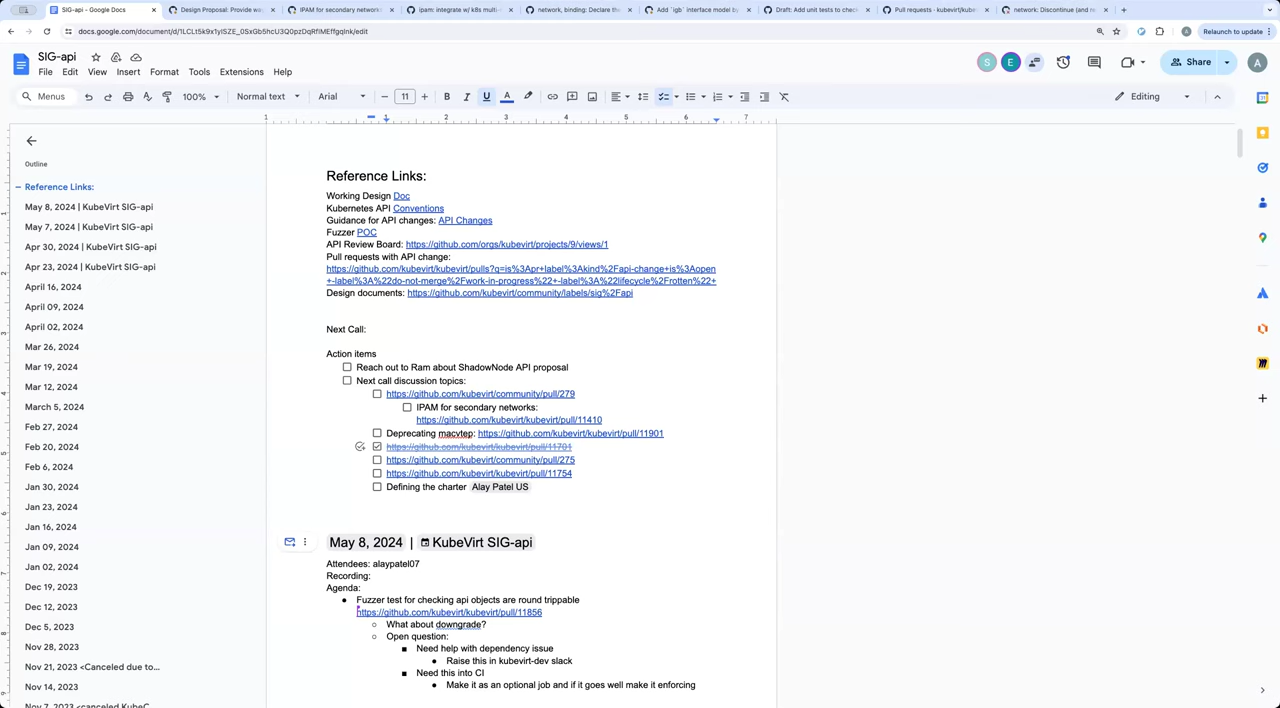 SIG-api - Google Docs
Design Proposal: Provide way
IPAM for secondary networks
ipam: integrate w/ k8s multi-n
network, binding: Declare the
Add `igb` interface model by
Draft: Add unit tests to check
Pull requests · kubevirt/kubev
network: Discontinue (and re
docs.google.com/document/d/1LCLt5k9x1yISZE_0SxGb5hcU3Q0pzDqRfiMEffgqInk/edit
Relaunch to update
SIG-api
File Edit View Insert Format Tools Extensions Help
S
E
Share
A
Menus
100%
Normal text
Arial
11
B
I
U
A
Editing
1 1 2 3 4 5 6 7
Outline
Reference Links:
May 8, 2024 | KubeVirt SIG-api
May 7, 2024 | KubeVirt SIG-api
Apr 30, 2024 | KubeVirt SIG-api
Apr 23, 2024 | KubeVirt SIG-api
April 16, 2024
April 09, 2024
April 02, 2024
Mar 26, 2024
Mar 19, 2024
Mar 12, 2024
March 5, 2024
Feb 27, 2024
Feb 20, 2024
Feb 6, 2024
Jan 30, 2024
Jan 23, 2024
Jan 16, 2024
Jan 09, 2024
Jan 02, 2024
Dec 19, 2023
Dec 12, 2023
Dec 5, 2023
Nov 28, 2023
Nov 21, 2023 <Canceled due to...
Nov 14, 2023
Nov 7, 2023 <canceled KubeC...
Reference Links:
Working Design Doc
Kubernetes API Conventions
Guidance for API changes: API Changes
Fuzzer POC
API Review Board: https://github.com/orgs/kubevirt/projects/9/views/1
Pull requests with API change:
https://github.com/kubevirt/kubevirt/pulls?q=is%3Apr+label%3Akind%2Fapi-change+is%3Aopen
+-label%3A%22do-not-merge%2Fwork-in-progress%22+-label%3A%22lifecycle%2Frotten%22+
Design documents: https://github.com/kubevirt/community/labels/sig%2Fapi
Next Call:
Action items
Reach out to Ram about ShadowNode API proposal
Next call discussion topics:
https://github.com/kubevirt/community/pull/279
IPAM for secondary networks:
https://github.com/kubevirt/kubevirt/pull/11410
Deprecating macvtep: https://github.com/kubevirt/kubevirt/pull/11901
https://github.com/kubevirt/kubevirt/pull/11701
https://github.com/kubevirt/community/pull/275
https://github.com/kubevirt/kubevirt/pull/11754
Defining the charter Alay Patel US
May 8, 2024 | KubeVirt SIG-api
Attendees: alaypatel07
Recording:
Agenda:
● Fuzzer test for checking api objects are round trippable
https://github.com/kubevirt/kubevirt/pull/11856
○ What about downgrade?
○ Open question:
■ Need help with dependency issue
● Raise this in kubevirt-dev slack
■ Need this into CI
● Make it as an optional job and if it goes well make it enforcing